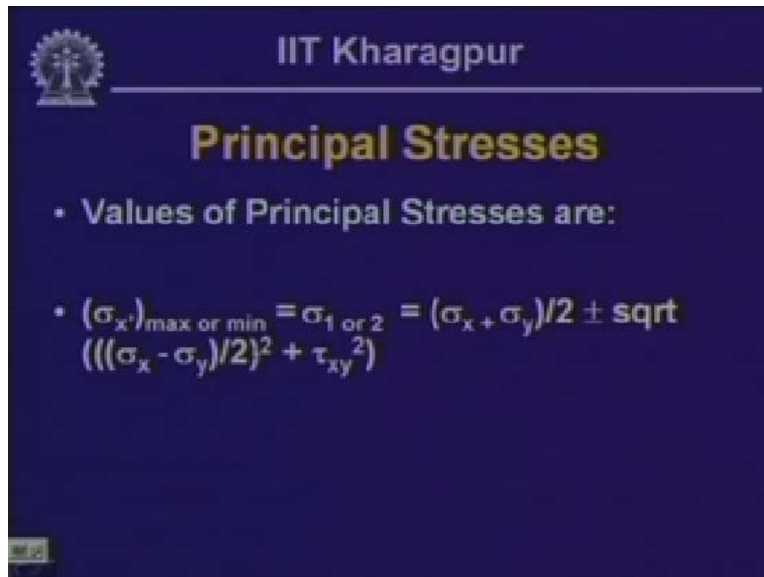 IIT Kharagpur
Principal Stresses
• Values of Principal Stresses are:
• (σx')max or min = σ1 or 2 = (σx + σy)/2 ± sqrt
(((σx - σy)/2)² + τxy²)